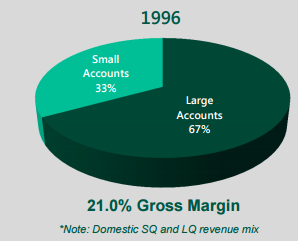 1996
Small
Accounts
33%
Large
Accounts
67%
21.0% Gross Margin
*Note: Domestic SQ and LQ revenue mix